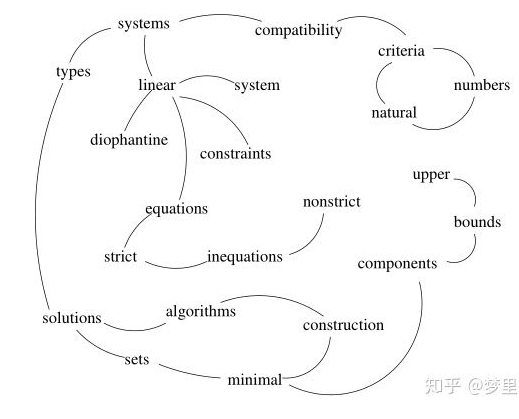 systems
compatibility
criteria
types
linear
system
numbers
natural
diophantine
constraints
upper
nonstrict
equations
bounds
strict
inequations
components
solutions
algorithms
construction
sets
minimal
知乎 @梦里